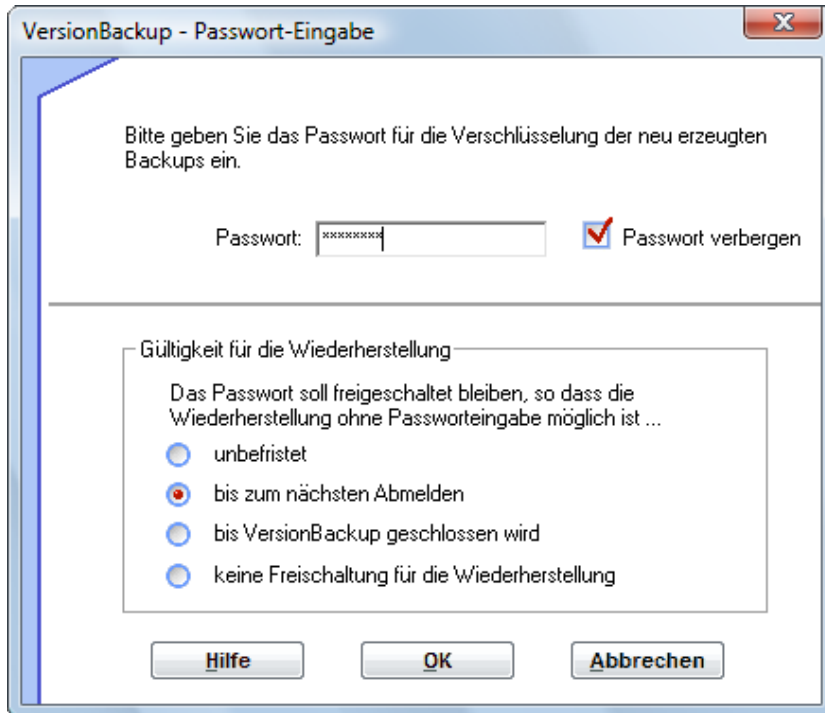 VersionBackup - Passwort-Eingabe
Bitte geben Sie das Passwort für die Verschlüsselung der neu erzeugten
Backups ein.
Passwort: ******** Passwort verbergen
Gültigkeit für die Wiederherstellung
Das Passwort soll freigeschaltet bleiben, so dass die
Wiederherstellung ohne Passworteingabe möglich ist ...
unbefristet
bis zum nächsten Abmelden
bis VersionBackup geschlossen wird
keine Freischaltung für die Wiederherstellung
Hilfe OK Abbrechen